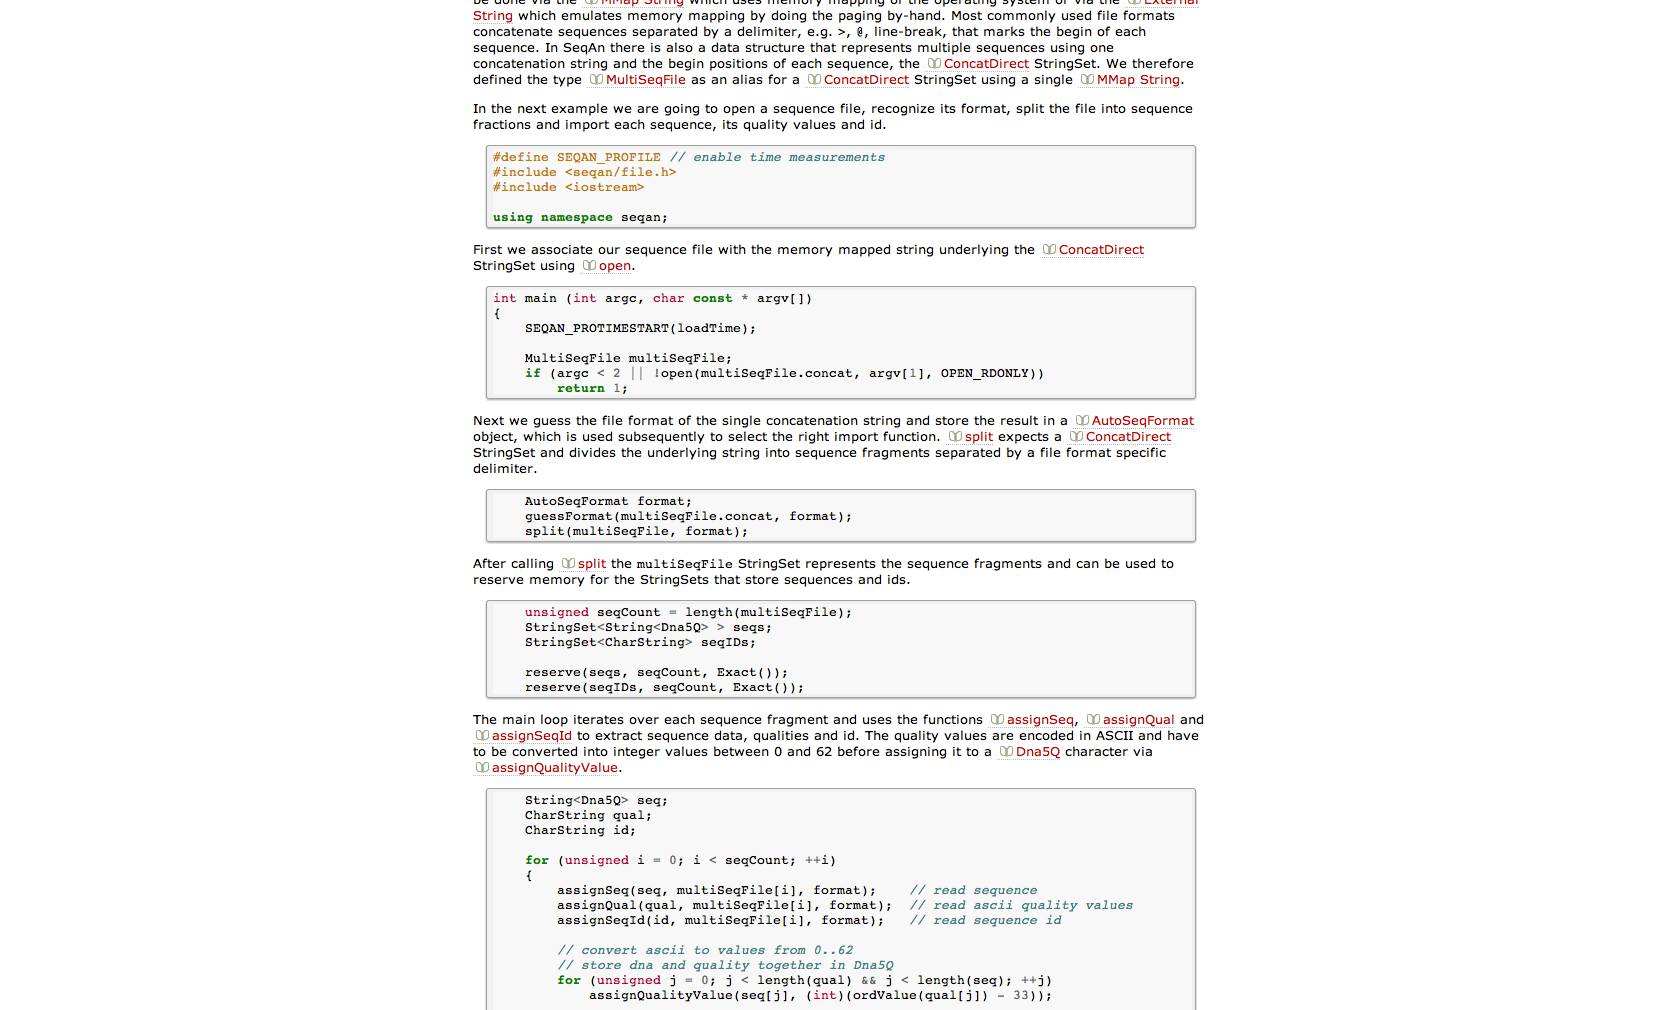 be done via the MMap String which uses memory mapping of the operating system or via the External
String which emulates memory mapping by doing the paging by-hand. Most commonly used file formats
concatenate sequences separated by a delimiter, e.g. >, @, line-break, that marks the begin of each
sequence. In SeqAn there is also a data structure that represents multiple sequences using one
concatenation string and the begin positions of each sequence, the ConcatDirect StringSet. We therefore
defined the type MultiSeqFile as an alias for a ConcatDirect StringSet using a single MMap String.
In the next example we are going to open a sequence file, recognize its format, split the file into sequence
fractions and import each sequence, its quality values and id.
#define SEQAN_PROFILE // enable time measurements
#include <seqan/file.h>
#include <iostream>
using namespace seqan;
First we associate our sequence file with the memory mapped string underlying the ConcatDirect
StringSet using open.
int main (int argc, char const * argv[])
{
SEQAN_PROTIMESTART(loadTime);
MultiSeqFile multiSeqFile;
if (argc < 2 || !open(multiSeqFile.concat, argv[1], OPEN_RDONLY))
return 1;
Next we guess the file format of the single concatenation string and store the result in a AutoSeqFormat
object, which is used subsequently to select the right import function. split expects a ConcatDirect
StringSet and divides the underlying string into sequence fragments separated by a file format specific
delimiter.
AutoSeqFormat format;
guessFormat(multiSeqFile.concat, format);
split(multiSeqFile, format);
After calling split the multiSeqFile StringSet represents the sequence fragments and can be used to
reserve memory for the StringSets that store sequences and ids.
unsigned seqCount = length(multiSeqFile);
StringSet<String<Dna5Q> > seqs;
StringSet<CharString> seqIDs;
reserve(seqs, seqCount, Exact());
reserve(seqIDs, seqCount, Exact());
The main loop iterates over each sequence fragment and uses the functions assignSeq, assignQual and
assignSeqId to extract sequence data, qualities and id. The quality values are encoded in ASCII and have
to be converted into integer values between 0 and 62 before assigning it to a Dna5Q character via
assignQualityValue.
String<Dna5Q> seq;
CharString qual;
CharString id;
for (unsigned i = 0; i < seqCount; ++i)
{
assignSeq(seq, multiSeqFile[i], format); // read sequence
assignQual(qual, multiSeqFile[i], format); // read ascii quality values
assignSeqId(id, multiSeqFile[i], format); // read sequence id
// convert ascii to values from 0..62
// store dna and quality together in Dna5Q
for (unsigned j = 0; j < length(qual) && j < length(seq); ++j)
assignQualityValue(seq[j], (int)(ordValue(qual[j]) - 33));